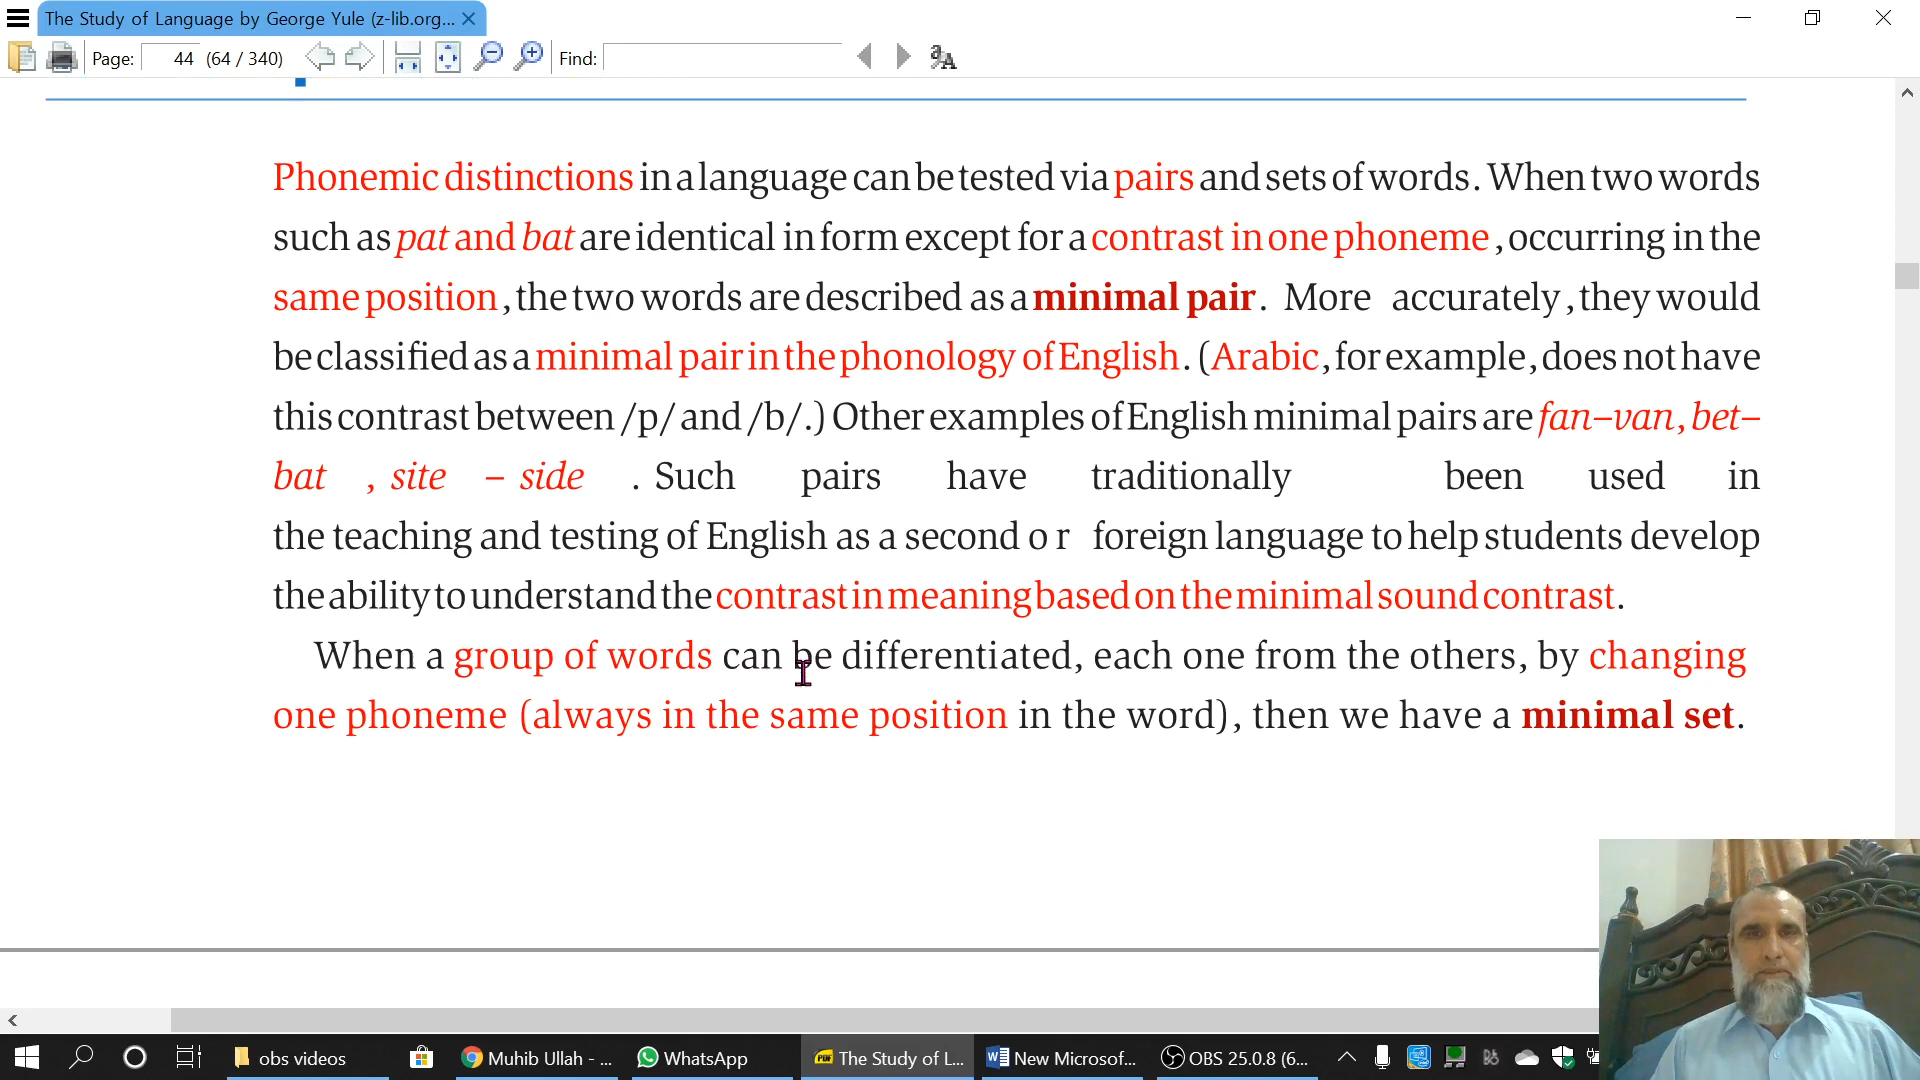 The Study of Language by George Yule (z-lib.org...
Page: 44 (64 / 340) Find:
Phonemic distinctions in a language can be tested via pairs and sets of words. When two words
such as pat and bat are identical in form except for a contrast in one phoneme, occurring in the
same position, the two words are described as a minimal pair. More accurately, they would
be classified as a minimal pair in the phonology of English. (Arabic, for example, does not have
this contrast between /p/ and /b/.) Other examples of English minimal pairs are fan–van, bet–
bat , site – side . Such pairs have traditionally been used in
the teaching and testing of English as a second o r foreign language to help students develop
the ability to understand the contrast in meaning based on the minimal sound contrast.
When a group of words can be differentiated, each one from the others, by changing
one phoneme (always in the same position in the word), then we have a minimal set.
obs videos Muhib Ullah - ... WhatsApp The Study of L... New Microsof... OBS 25.0.8 (6...